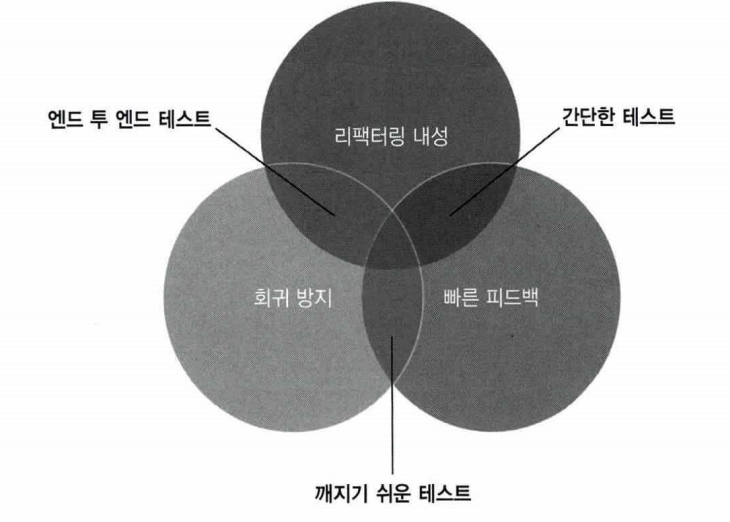 엔드 투 엔드 테스트
간단한 테스트
리팩터링 내성
회귀 방지
빠른 피드백
깨지기 쉬운 테스트